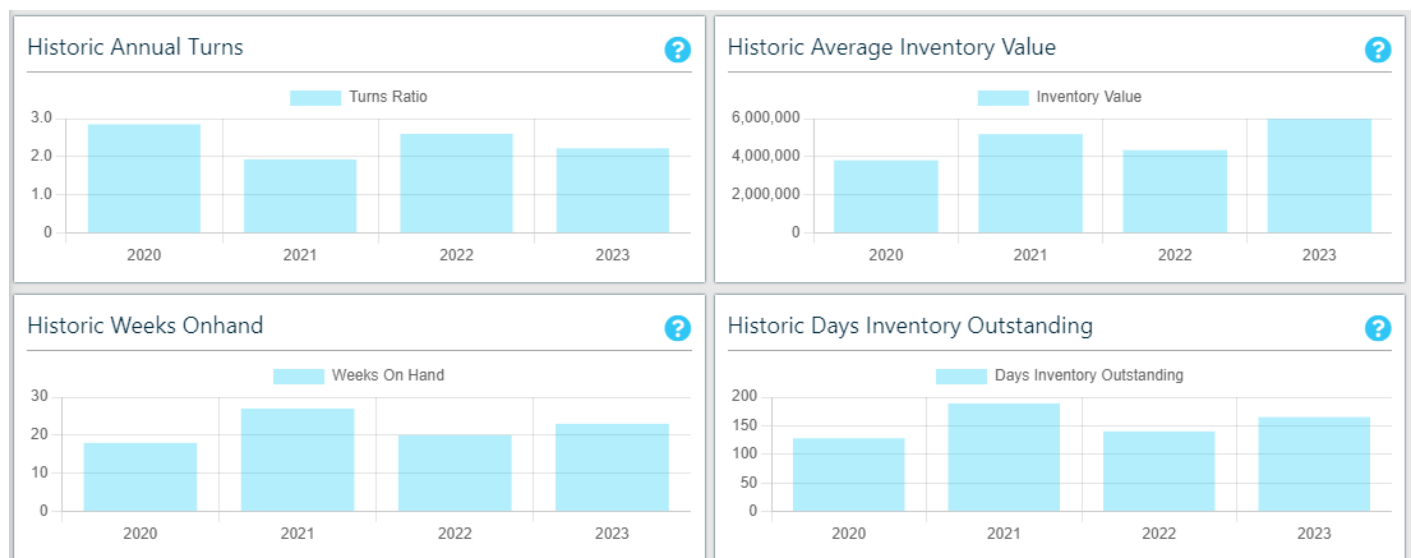 Historic Annual Turns ?
Turns Ratio
3.0
2.0
1.0
0
2020 2021 2022 2023
Historic Average Inventory Value ?
Inventory Value
6,000,000
4,000,000
2,000,000
0
2020 2021 2022 2023
Historic Weeks Onhand ?
Weeks On Hand
30
20
10
0
2020 2021 2022 2023
Historic Days Inventory Outstanding ?
Days Inventory Outstanding
200
150
100
50
0
2020 2021 2022 2023